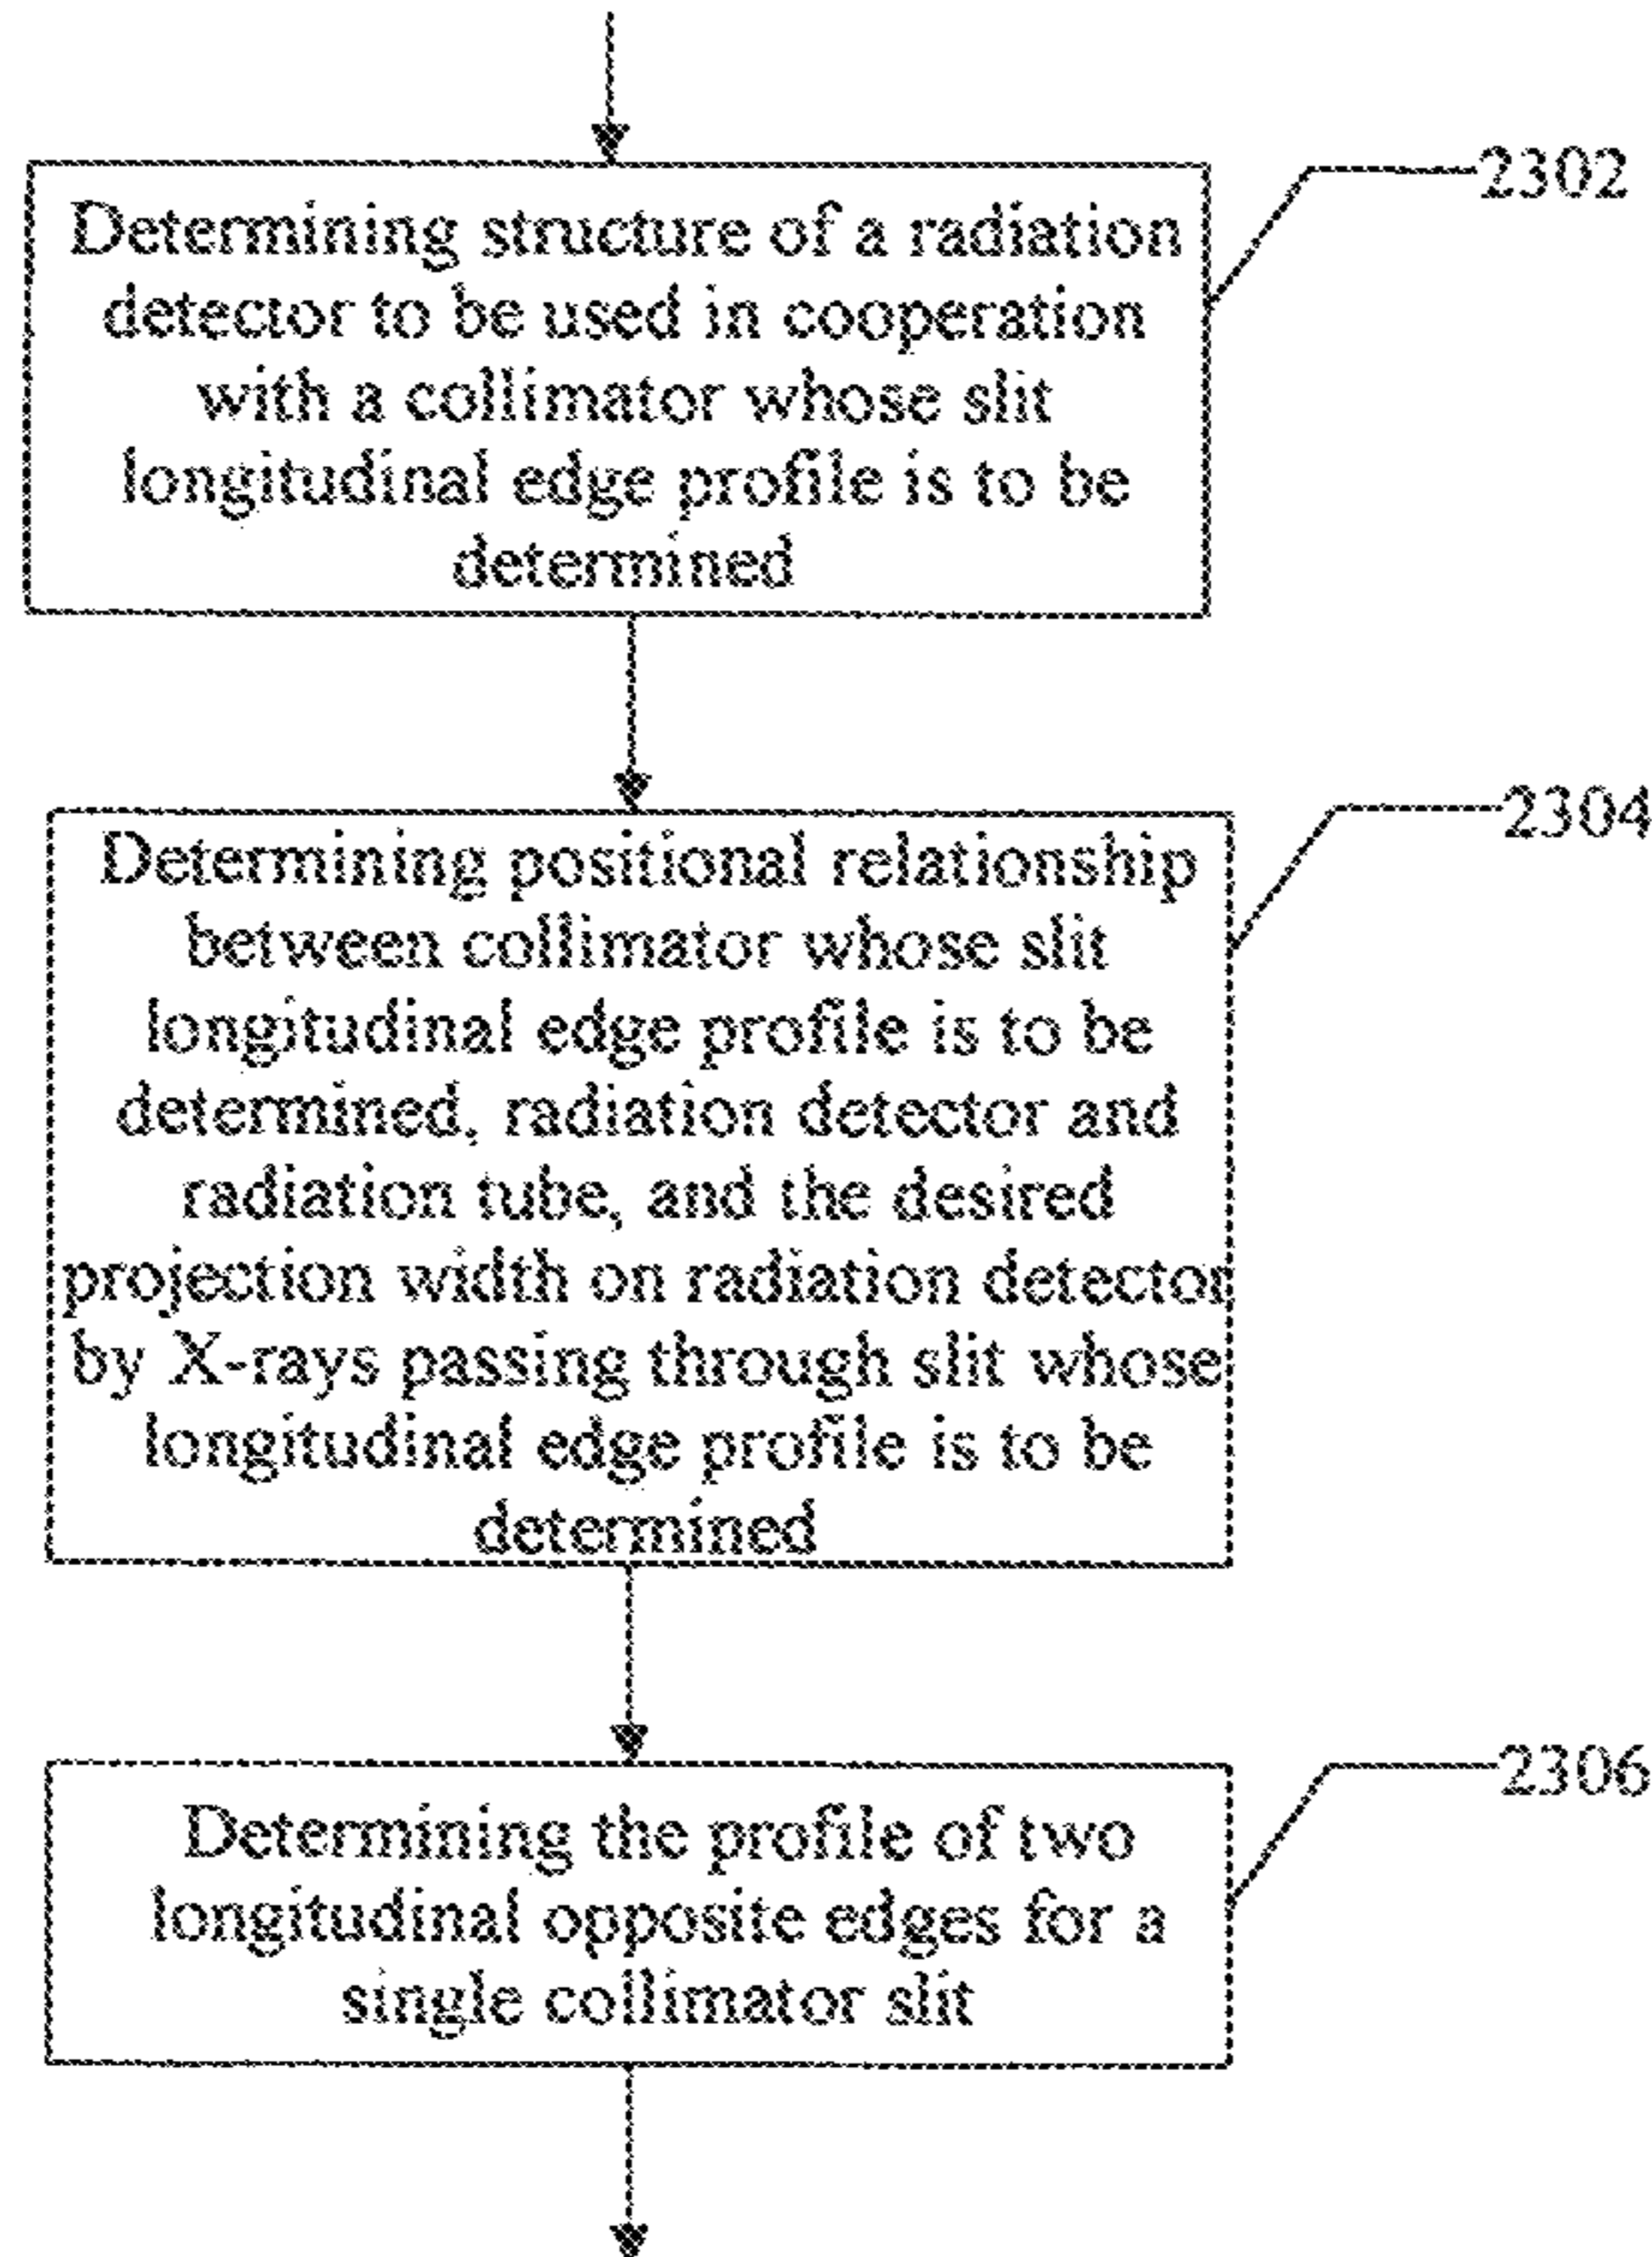 2302
Determining structure of a radiation
detector to be used in cooperation
with a collimator whose slit
longitudinal edge profile is to be
determined
2304
Determining positional relationship
between collimator whose slit
longitudinal edge profile is to be
determined, radiation detector and
radiation tube, and the desired
projection width on radiation detector
by X-rays passing through slit whose
longitudinal edge profile is to be
determined
2306
Determining the profile of two
longitudinal opposite edges for a
single collimator slit